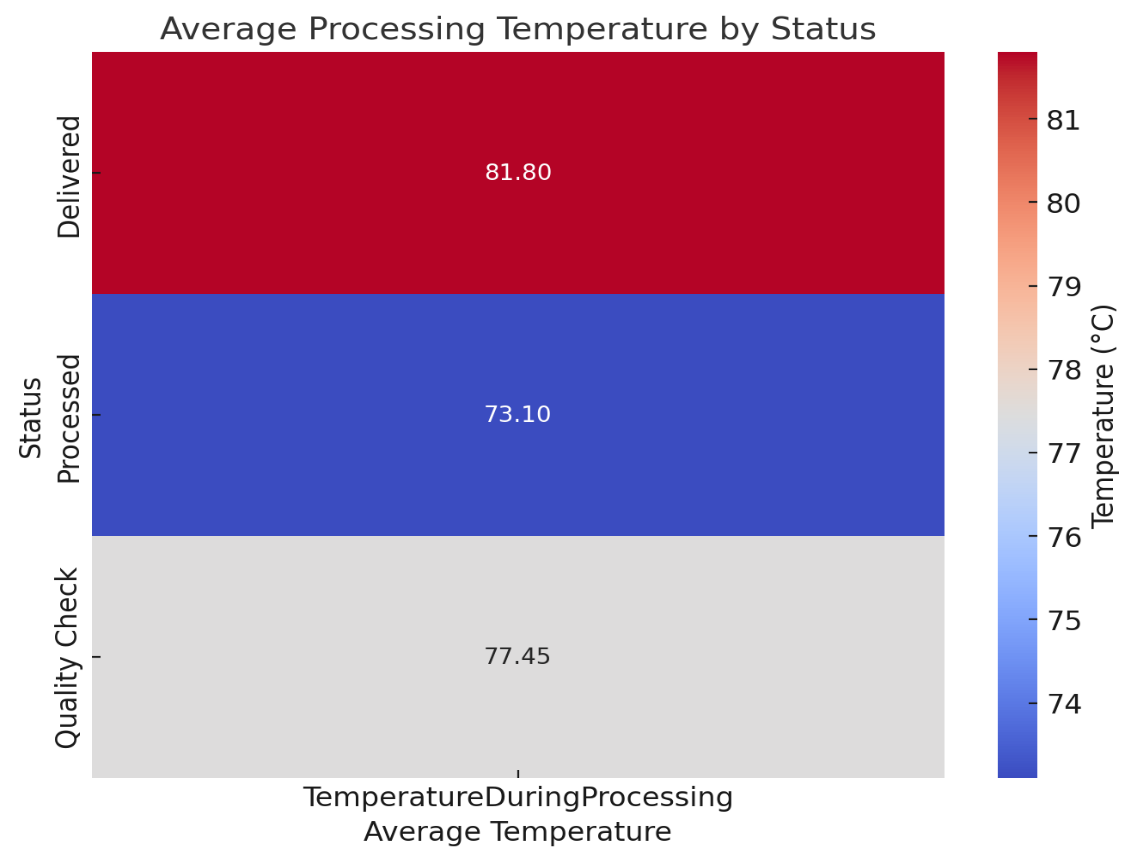 Average Processing Temperature by Status
Status
Delivered
81.80
Processed
73.10
Quality Check
77.45
TemperatureDuringProcessing
Average Temperature
81
80
79
78
77
76
75
74
Temperature (°C)